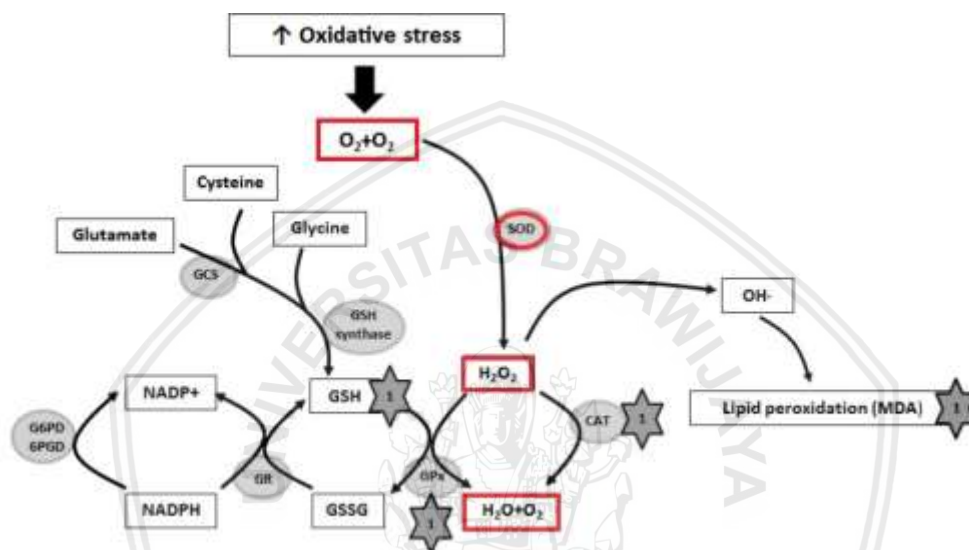 ↑ Oxidative stress
O₂+O₂
Cysteine
Glutamate
Glycine
SOD
GCS
OH-
GSH
synthase
H₂O₂
NADP+
GSH
1
Lipid peroxidation (MDA)
1
CAT
1
G6PD
6PGD
GR
GPx
NADPH
GSSG
1
H₂O+O₂
UNIVERSITAS BRAWIJAYA